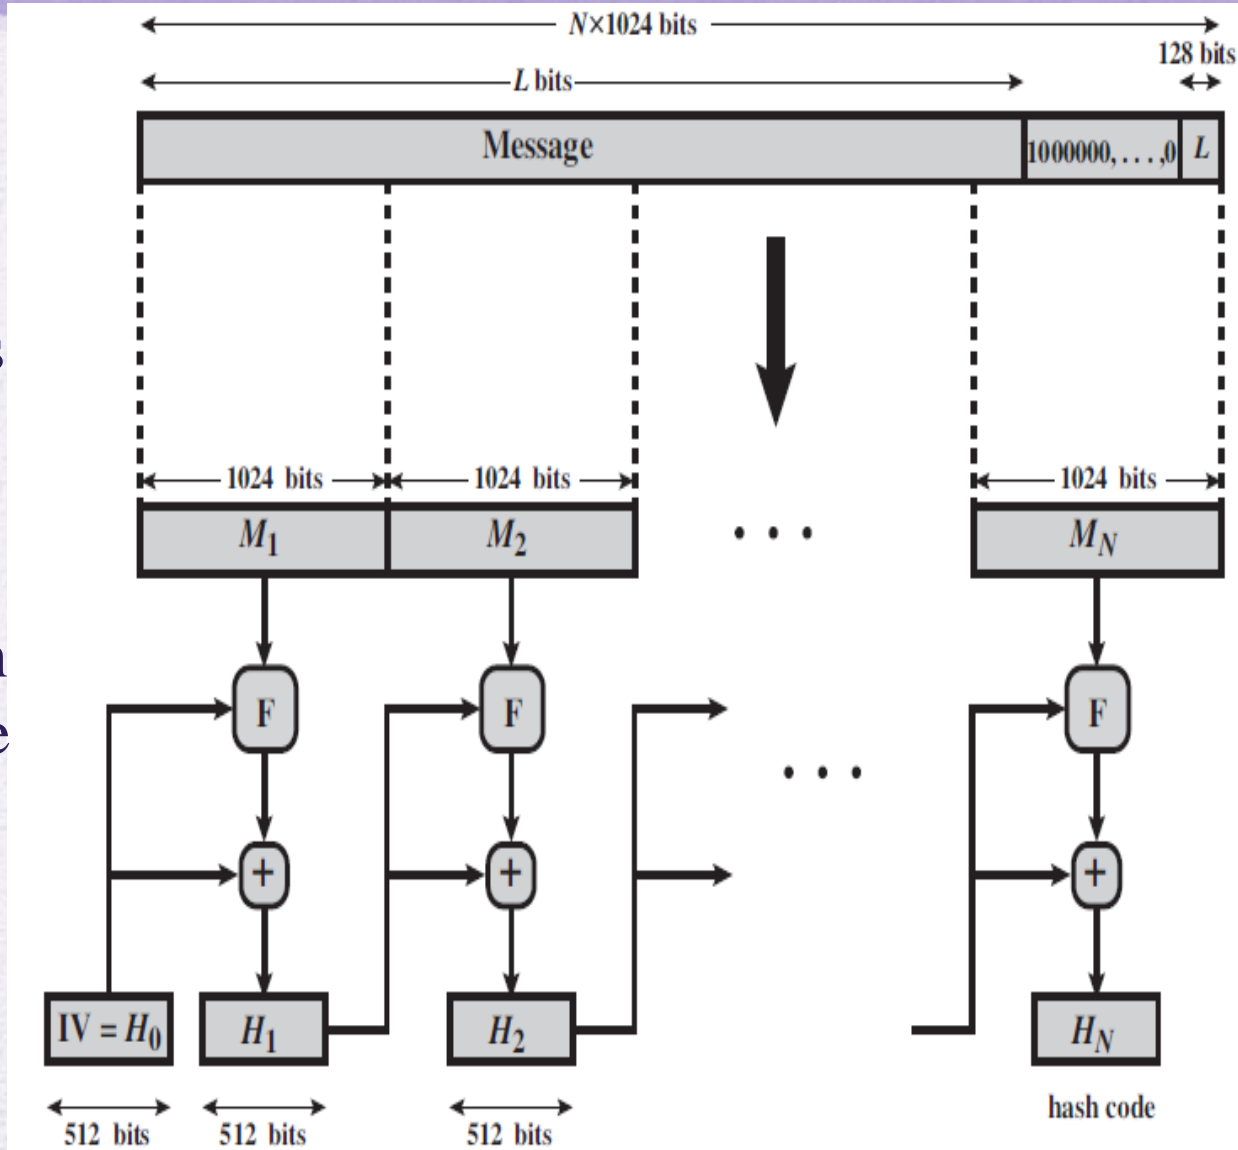 N×1024 bits
128 bits
L bits
Message
1000000, . . . ,0
L
s
1024 bits
1024 bits
1024 bits
M1
M2
. . .
MN
n
e
F
F
F
. . .
+
+
+
IV = H0
H1
H2
HN
hash code
512 bits
512 bits
512 bits